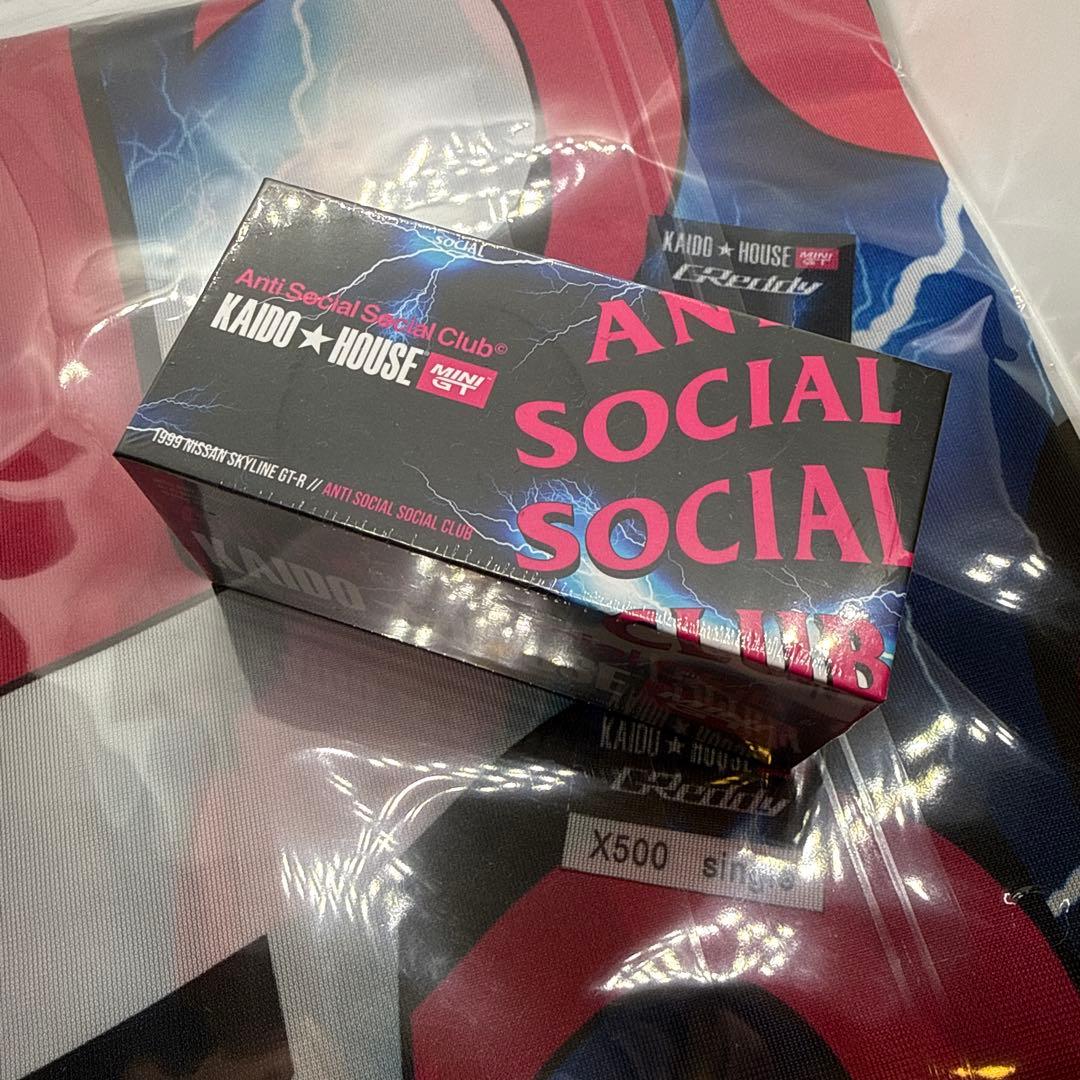 SOCIAL
Anti Social Social Club©
KAIDO★HOUSE
MINI GT
1999 NISSAN SKYLINE GT-R // ANTI SOCIAL SOCIAL CLUB
SOCIAL
SOCIAL
CLUB
KAIDO
KAIDO★HOUSE MINI GT
GReddy
KAIDO★HOUSE
GReddy
X500 single